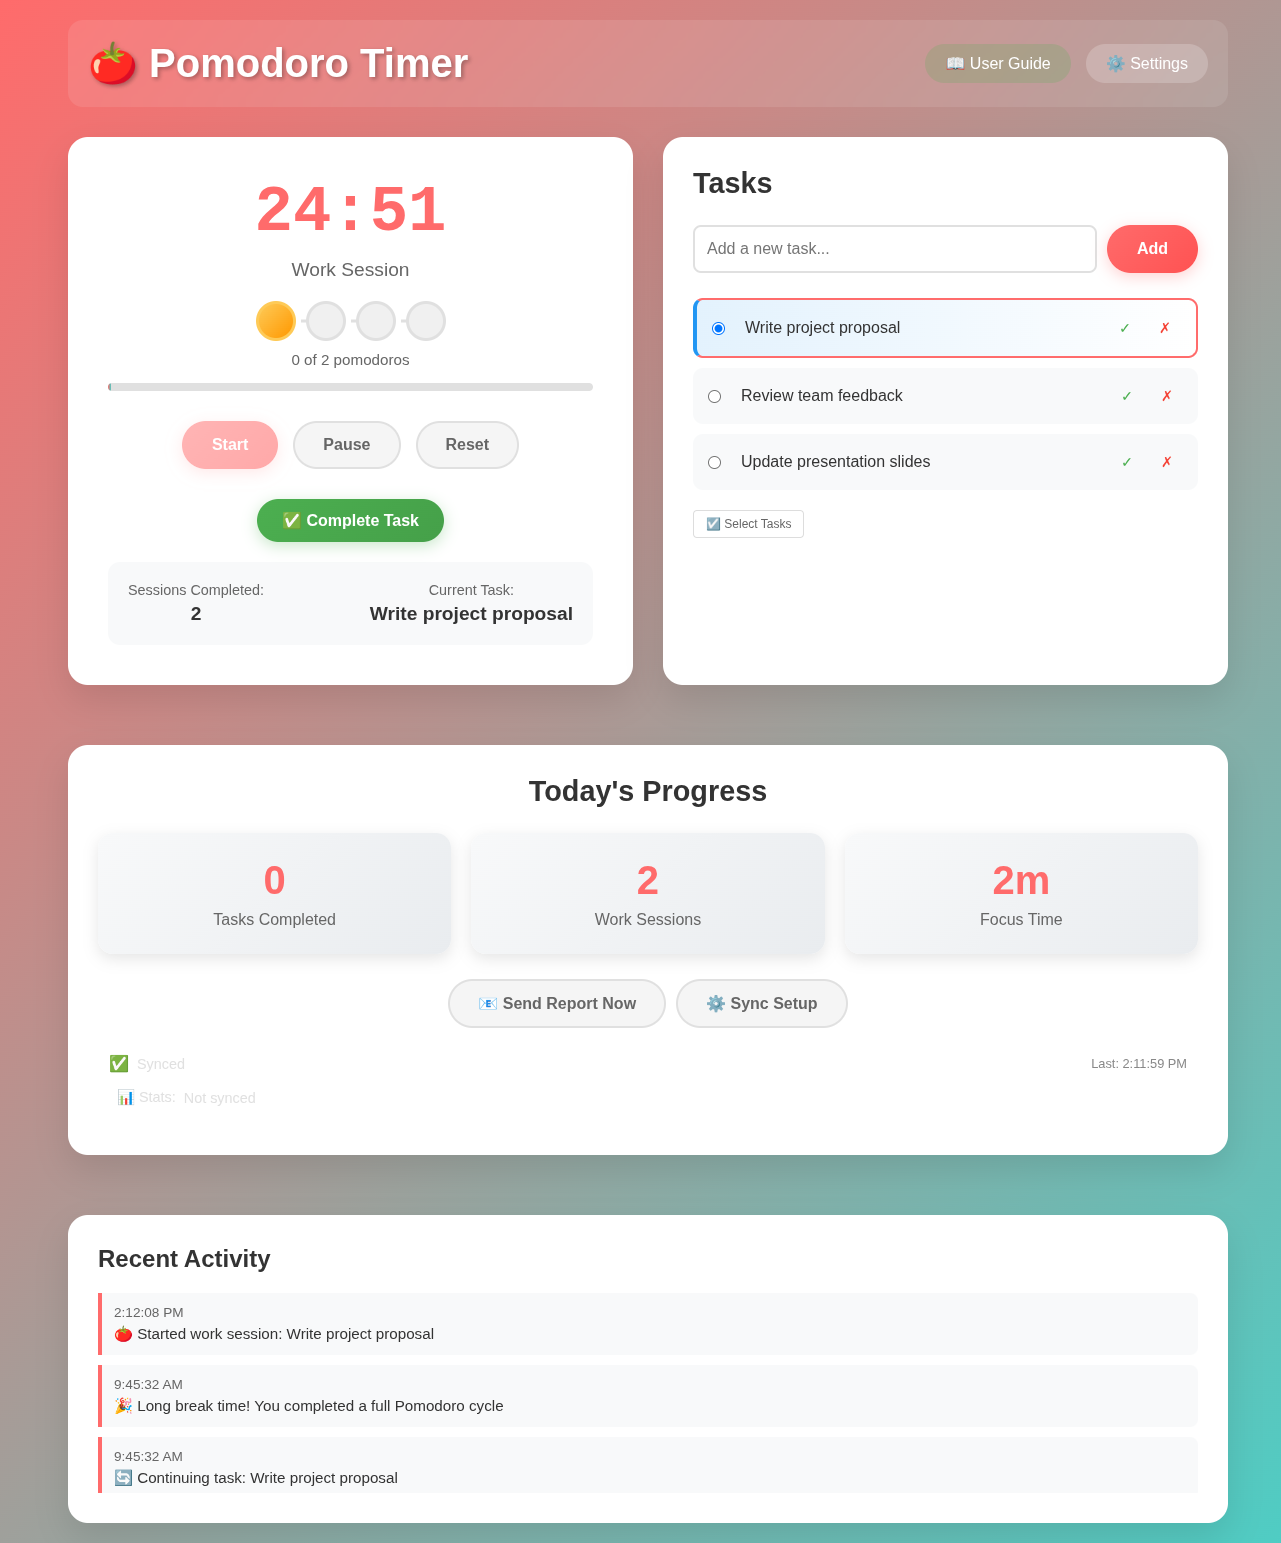 🍅 Pomodoro Timer
📖 User Guide
⚙️ Settings
24:51
Work Session
0 of 2 pomodoros
Start
Pause
Reset
✅ Complete Task
Sessions Completed:
2
Current Task:
Write project proposal
Tasks
Add a new task...
Add
Write project proposal ✓ ✗
Review team feedback ✓ ✗
Update presentation slides ✓ ✗
☑️ Select Tasks
Today's Progress
0
Tasks Completed
2
Work Sessions
2m
Focus Time
📧 Send Report Now
⚙️ Sync Setup
✅ Synced
Last: 2:11:59 PM
📊 Stats: Not synced
Recent Activity
2:12:08 PM
🍅 Started work session: Write project proposal
9:45:32 AM
🎉 Long break time! You completed a full Pomodoro cycle
9:45:32 AM
🔄 Continuing task: Write project proposal